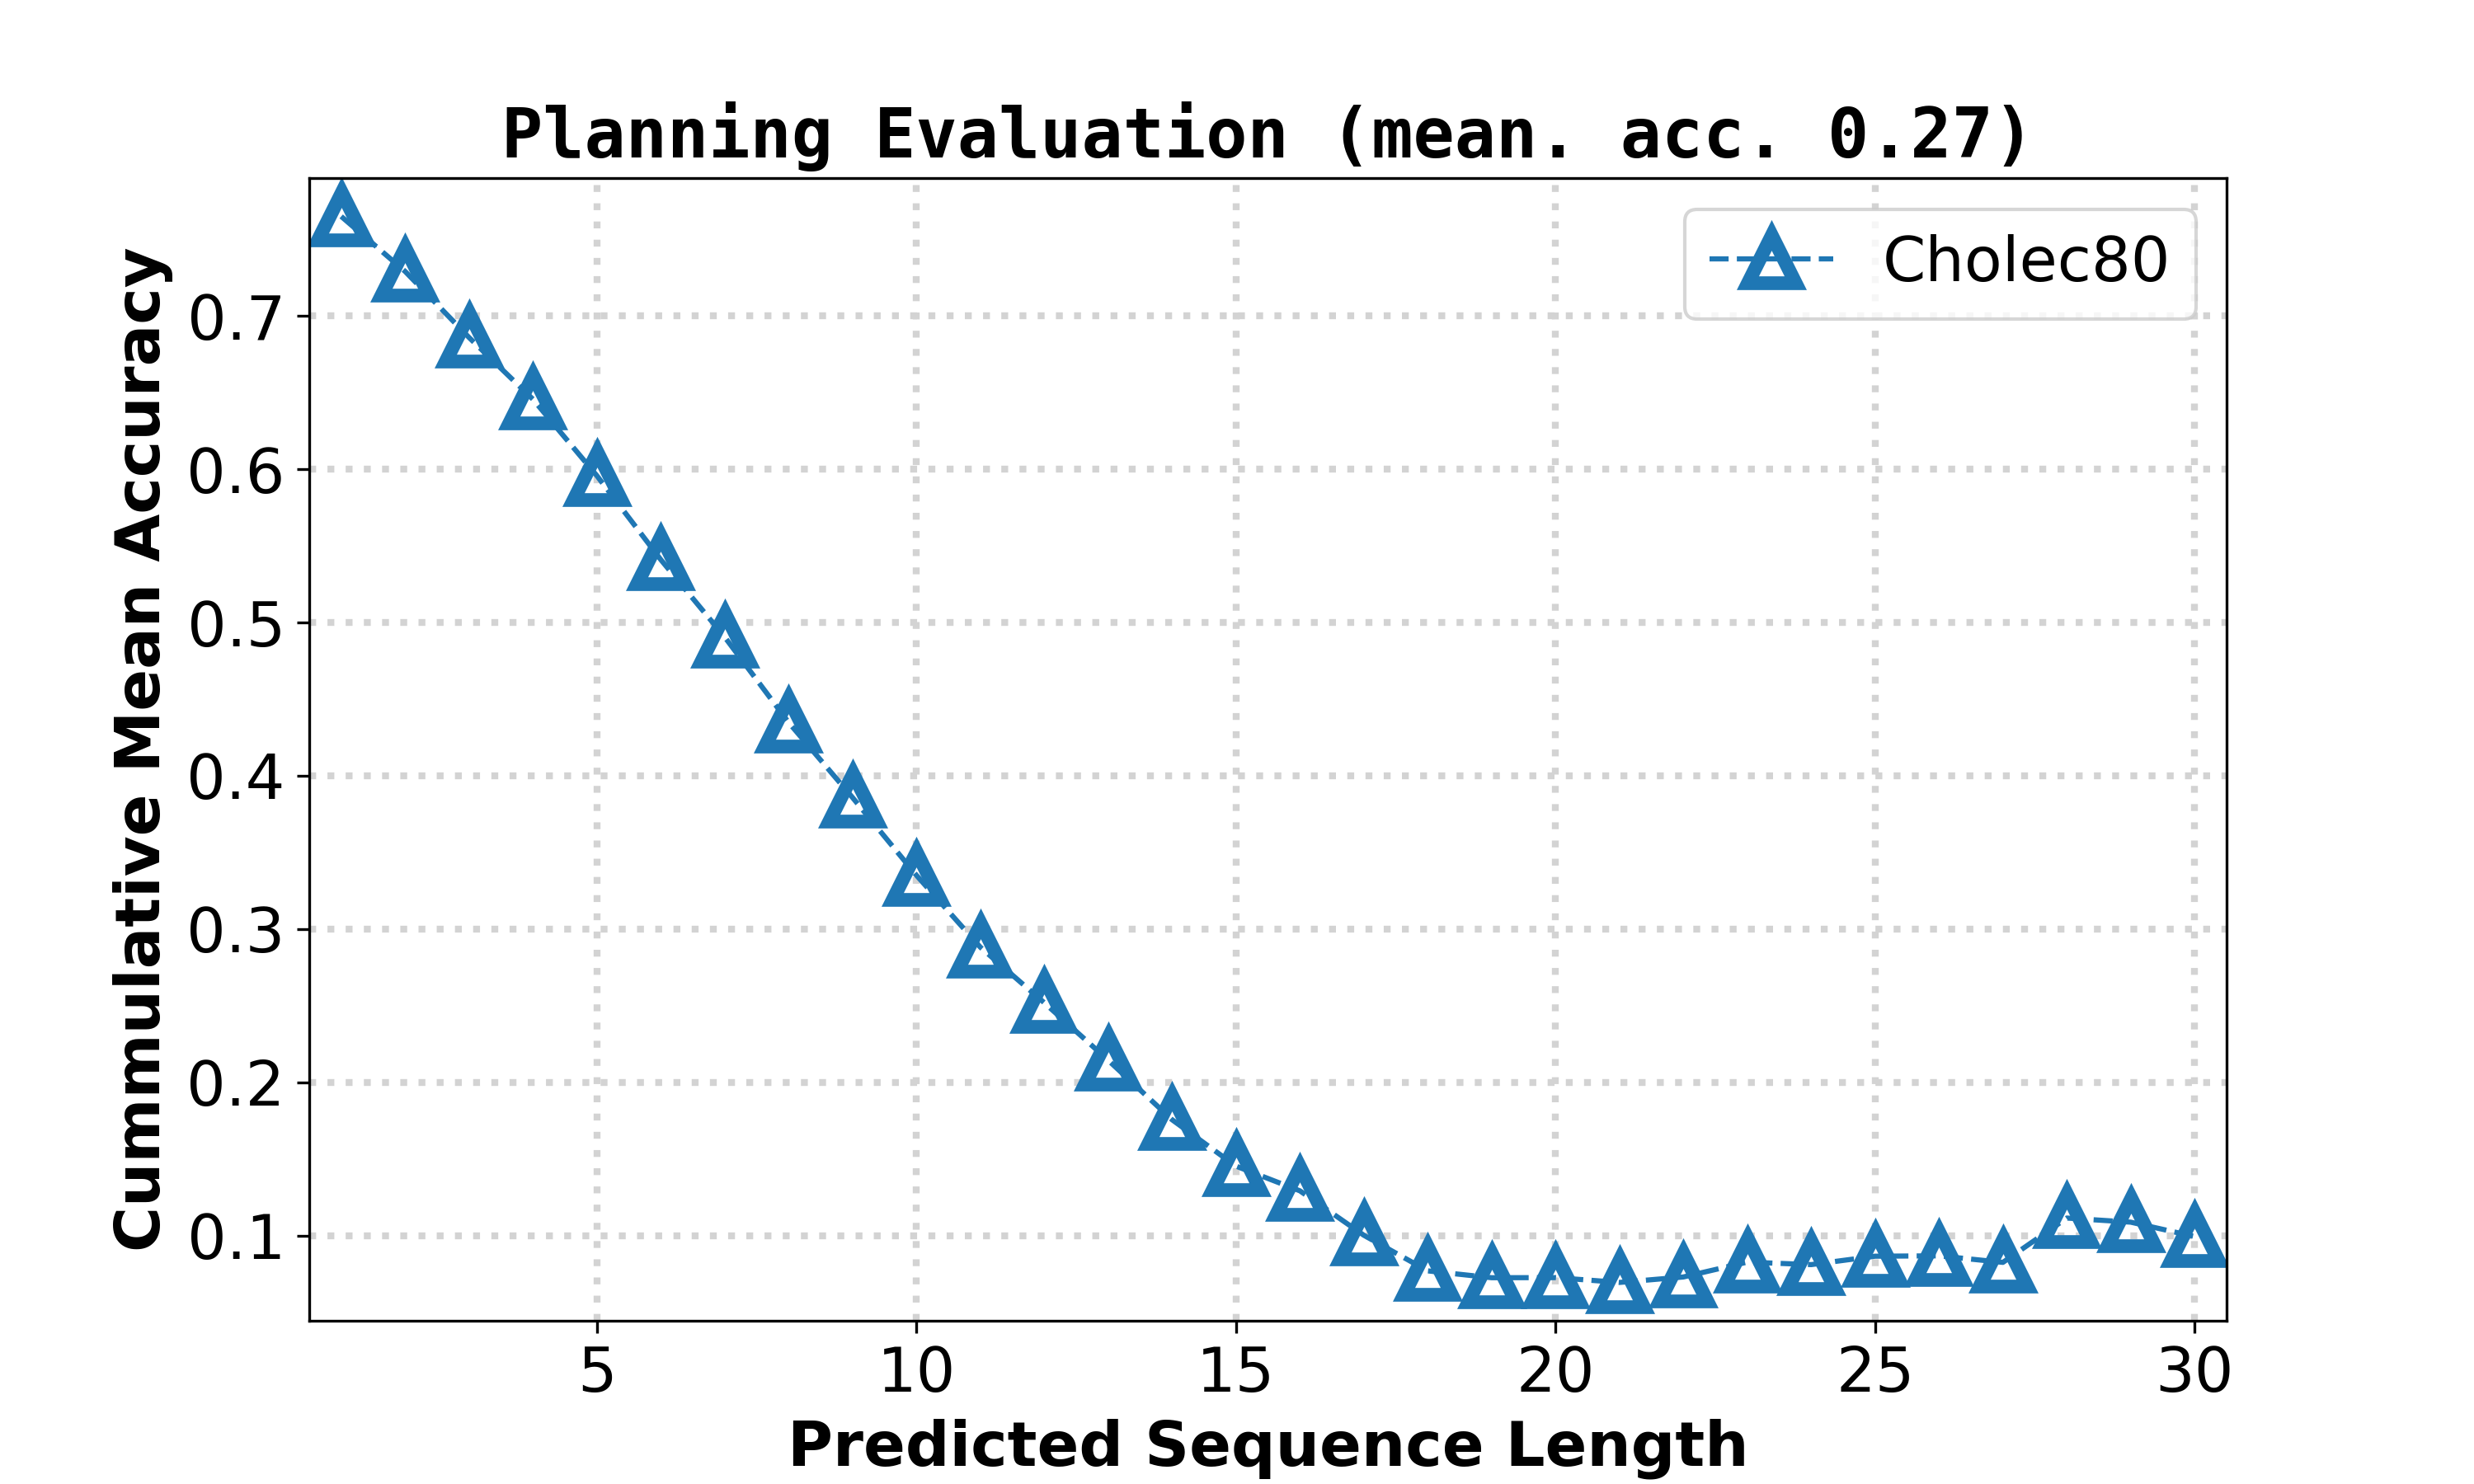 Planning Evaluation (mean. acc. 0.27)
Cholec80
Cummulative Mean Accuracy
0.7
0.6
0.5
0.4
0.3
0.2
0.1
5 10 15 20 25 30
Predicted Sequence Length